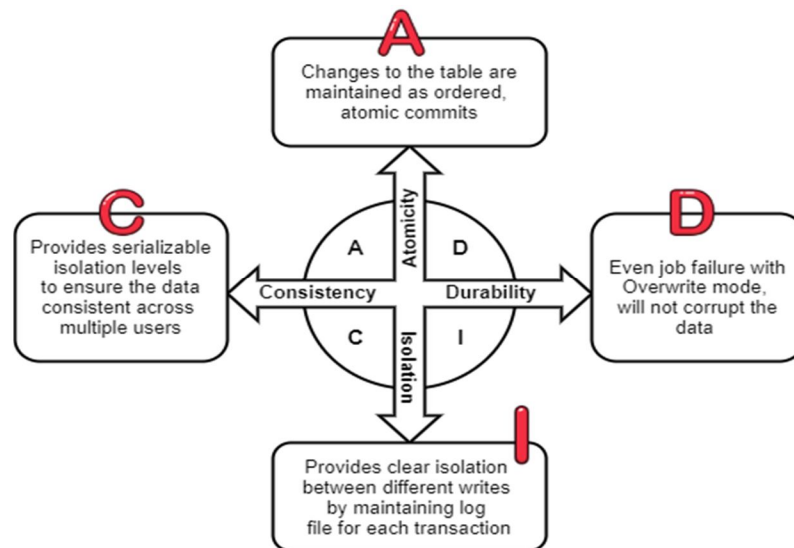 A
Changes to the table are
maintained as ordered,
atomic commits
C
Provides serializable
isolation levels
to ensure the data
consistent across
multiple users
Atomicity
A
D
Consistency
Durability
C
I
Isolation
D
Even job failure with
Overwrite mode,
will not corrupt the
data
I
Provides clear isolation
between different writes
by maintaining log
file for each transaction